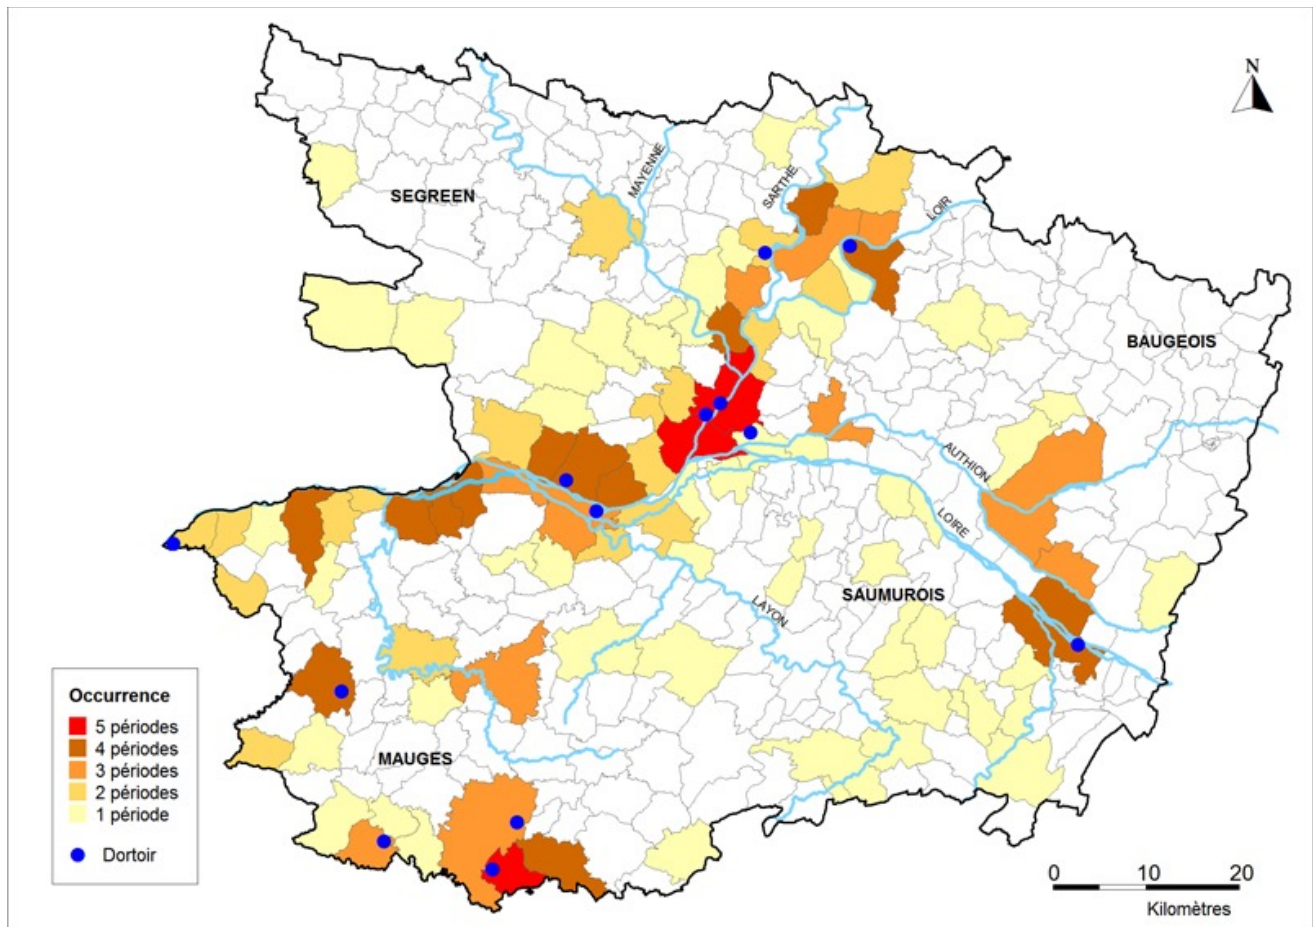 N
MAYENNE
SARTHE
SEGREEN
LOIR
BAUGEOIS
AUTHION
LOIRE
SAUMUROIS
LAYON
MAUGES
Occurrence
5 périodes
4 périodes
3 périodes
2 périodes
1 période
Dortoir
0 10 20
Kilomètres